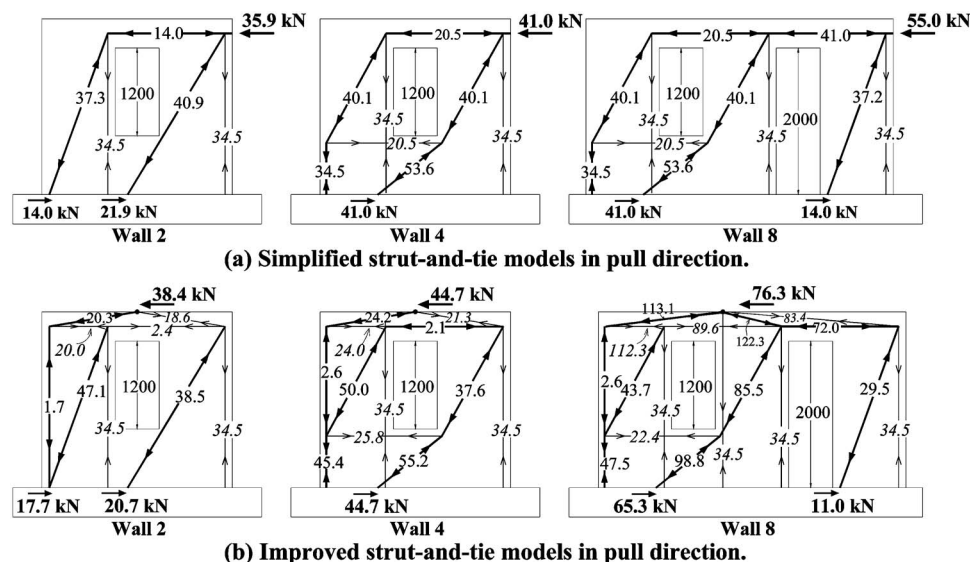 35.9 kN
14.0
1200
37.3
40.9
34.5
34.5
14.0 kN
21.9 kN
Wall 2
41.0 kN
20.5
1200
40.1
40.1
34.5
34.5
20.5
34.5
53.6
41.0 kN
Wall 4
55.0 kN
20.5
41.0
1200
40.1
40.1
37.2
34.5
34.5
34.5
2000
20.5
34.5
53.6
41.0 kN
14.0 kN
Wall 8
(a) Simplified strut-and-tie models in pull direction.
38.4 kN
20.3
18.6
2.4
20.0
1200
47.1
38.5
1.7
34.5
34.5
17.7 kN
20.7 kN
Wall 2
44.7 kN
24.2
21.3
2.1
24.0
2.6
1200
50.0
37.6
34.5
34.5
25.8
45.4
55.2
44.7 kN
Wall 4
76.3 kN
113.1
83.4
89.6
72.0
112.3
122.3
2.6
1200
43.7
85.5
29.5
34.5
2000
34.5
34.5
22.4
47.5
98.8
34.5
65.3 kN
11.0 kN
Wall 8
(b) Improved strut-and-tie models in pull direction.